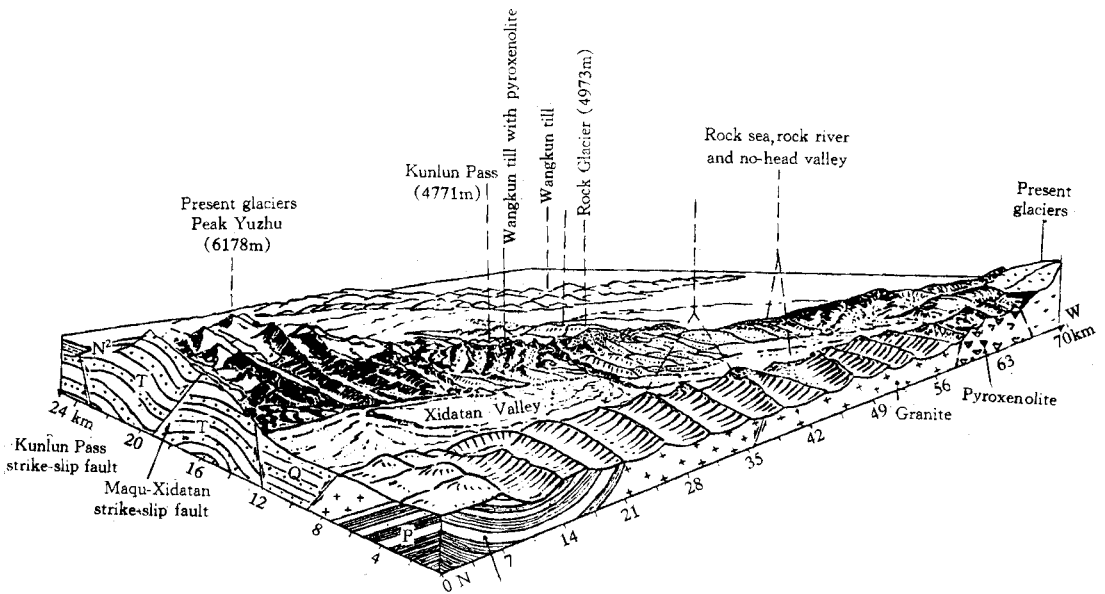 Wangkun till with pyroxenolite
Wangkun till
Rock Glacier (4973m)
Rock sea, rock river
and no-head valley
Kunlun Pass
(4771m)
Present glaciers
Peak Yuzhu
(6178m)
Present
glaciers
W
70km
63
56
49
42
35
28
21
14
7
0 N
4
8
12
16
20
24 km
N²
T
T
Q
P
Xidatan Valley
Pyroxenolite
Granite
Kunlun Pass
strike-slip fault
Maqu-Xidatan
strike-slip fault